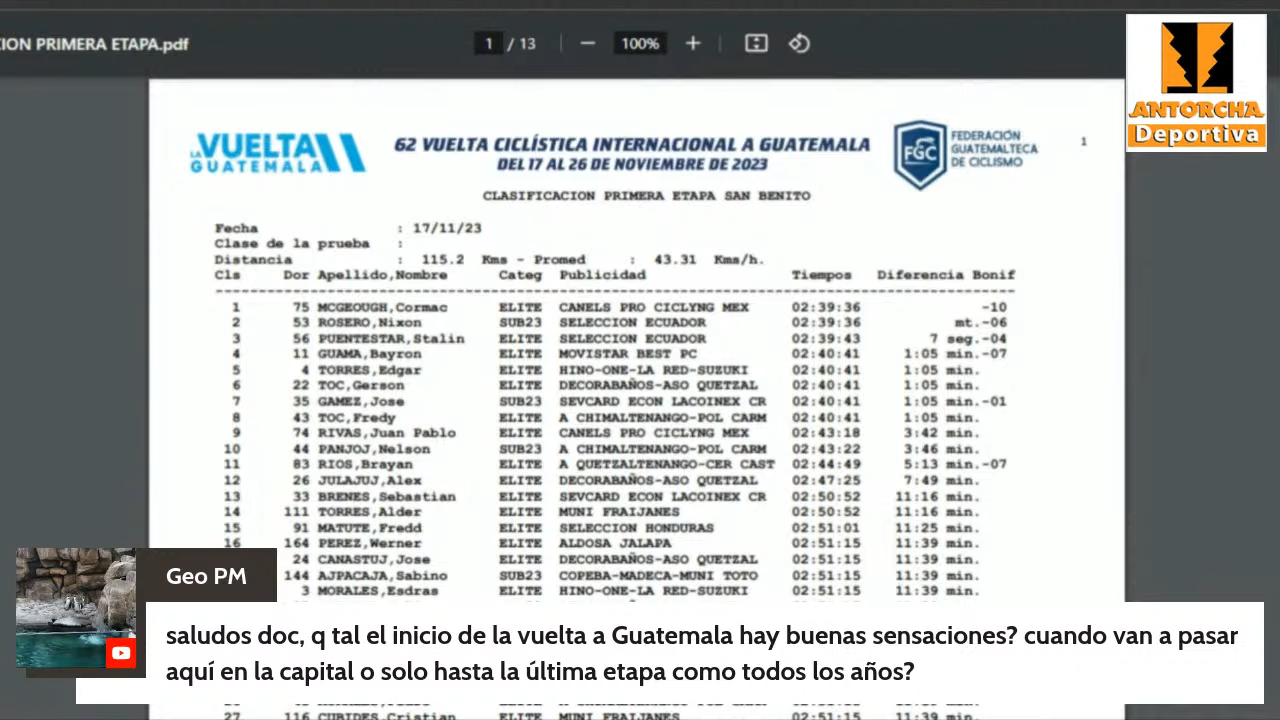 ION PRIMERA ETAPA.pdf
1 / 13
100%
ANTORCHA
Deportiva
LA VUELTA
GUATEMALA
62 VUELTA CICLÍSTICA INTERNACIONAL A GUATEMALA
DEL 17 AL 26 DE NOVIEMBRE DE 2023
FGC
FEDERACIÓN
GUATEMALTECA
DE CICLISMO
1
CLASIFICACION PRIMERA ETAPA SAN BENITO
Fecha : 17/11/23
Clase de la prueba :
Distancia : 115.2 Kms - Promed : 43.31 Kms/h.
Cls Dor Apellido,Nombre Categ Publicidad Tiempos Diferencia Bonif
1 75 MCGEOUGH,Cormac ELITE CANELS PRO CICLYNG MEX 02:39:36 -10
2 53 ROSERO,Nixon SUB23 SELECCION ECUADOR 02:39:36 mt.-06
3 56 PUENTESTAR,Stalin ELITE SELECCION ECUADOR 02:39:43 7 seg.-04
4 11 GUAMA,Bayron ELITE MOVISTAR BEST PC 02:40:41 1:05 min.-07
5 4 TORRES,Edgar ELITE HINO-ONE-LA RED-SUZUKI 02:40:41 1:05 min.
6 22 TOC,Gerson ELITE DECORABAÑOS-ASO QUETZAL 02:40:41 1:05 min.
7 35 GAMEZ,Jose SUB23 SEVCARD ECON LACOINEX CR 02:40:41 1:05 min.-01
8 43 TOC,Fredy ELITE A CHIMALTENANGO-POL CARM 02:40:41 1:05 min.
9 74 RIVAS,Juan Pablo ELITE CANELS PRO CICLYNG MEX 02:43:18 3:42 min.
10 44 PANJOJ,Nelson SUB23 A CHIMALTENANGO-POL CARM 02:43:22 3:46 min.
11 83 RIOS,Brayan ELITE A QUETZALTENANGO-CER CAST 02:44:49 5:13 min.-07
12 26 JULAJUJ,Alex ELITE DECORABAÑOS-ASO QUETZAL 02:47:25 7:49 min.
13 33 BRENES,Sebastian ELITE SEVCARD ECON LACOINEX CR 02:50:52 11:16 min.
14 111 TORRES,Alder ELITE MUNI FRAIJANES 02:50:52 11:16 min.
15 91 MATUTE,Fredd ELITE SELECCION HONDURAS 02:51:01 11:25 min.
16 164 PEREZ,Werner ELITE ALDOSA JALAPA 02:51:15 11:39 min.
24 CANASTUJ,Jose ELITE DECORABAÑOS-ASO QUETZAL 02:51:15 11:39 min.
144 AJPACAJA,Sabino SUB23 COPEBA-MADECA-MUNI TOTO 02:51:15 11:39 min.
3 MORALES,Esdras ELITE HINO-ONE-LA RED-SUZUKI 02:51:15 11:39 min.
Geo PM
saludos doc, q tal el inicio de la vuelta a Guatemala hay buenas sensaciones? cuando van a pasar
aquí en la capital o solo hasta la última etapa como todos los años?
27 116 CUBIDES,Cristian ELITE MUNI FRAIJANES